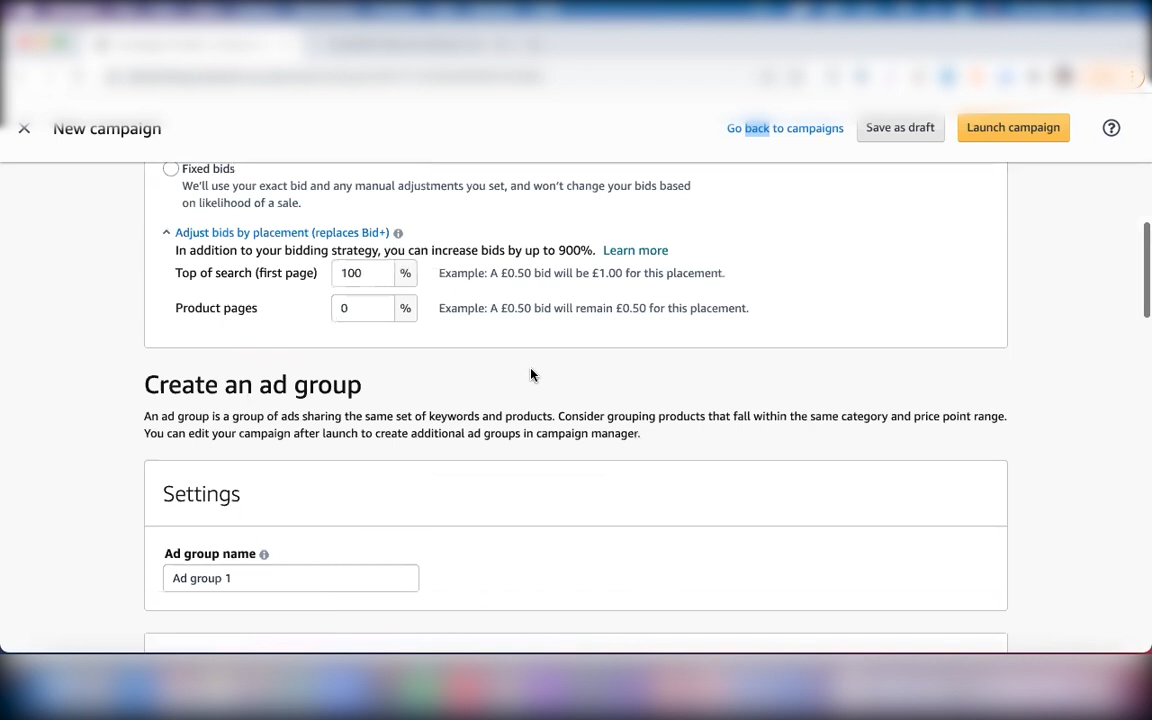 New campaign
Go back to campaigns
Save as draft
Launch campaign
Fixed bids
We'll use your exact bid and any manual adjustments you set, and won't change your bids based
on likelihood of a sale.
Adjust bids by placement (replaces Bid+)
In addition to your bidding strategy, you can increase bids by up to 900%. Learn more
Top of search (first page) 100 % Example: A £0.50 bid will be £1.00 for this placement.
Product pages 0 % Example: A £0.50 bid will remain £0.50 for this placement.
Create an ad group
An ad group is a group of ads sharing the same set of keywords and products. Consider grouping products that fall within the same category and price point range.
You can edit your campaign after launch to create additional ad groups in campaign manager.
Settings
Ad group name
Ad group 1